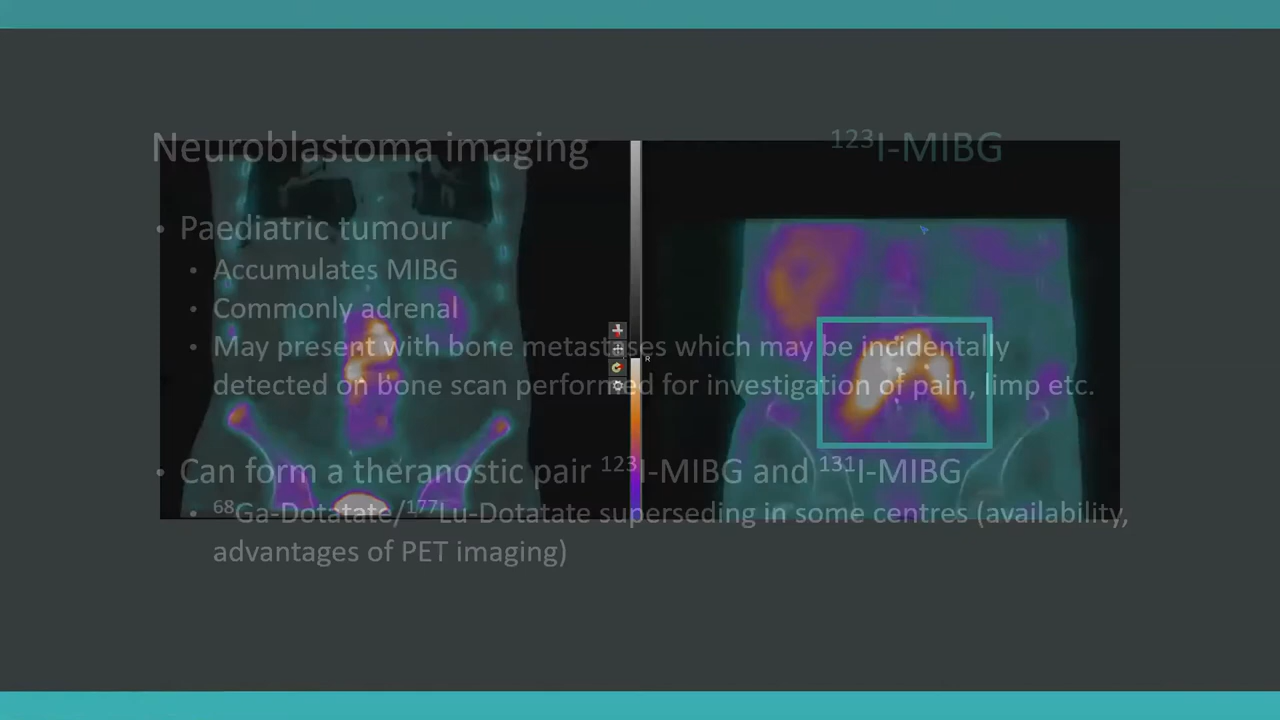 Neuroblastoma imaging
¹²³I-MIBG
• Paediatric tumour
• Accumulates MIBG
• Commonly adrenal
• May present with bone metastases which may be incidentally
detected on bone scan performed for investigation of pain, limp etc.
• Can form a theranostic pair ¹²³I-MIBG and ¹³¹I-MIBG
• ⁶⁸Ga-Dotatate/¹⁷⁷Lu-Dotatate superseding in some centres (availability,
advantages of PET imaging)
R